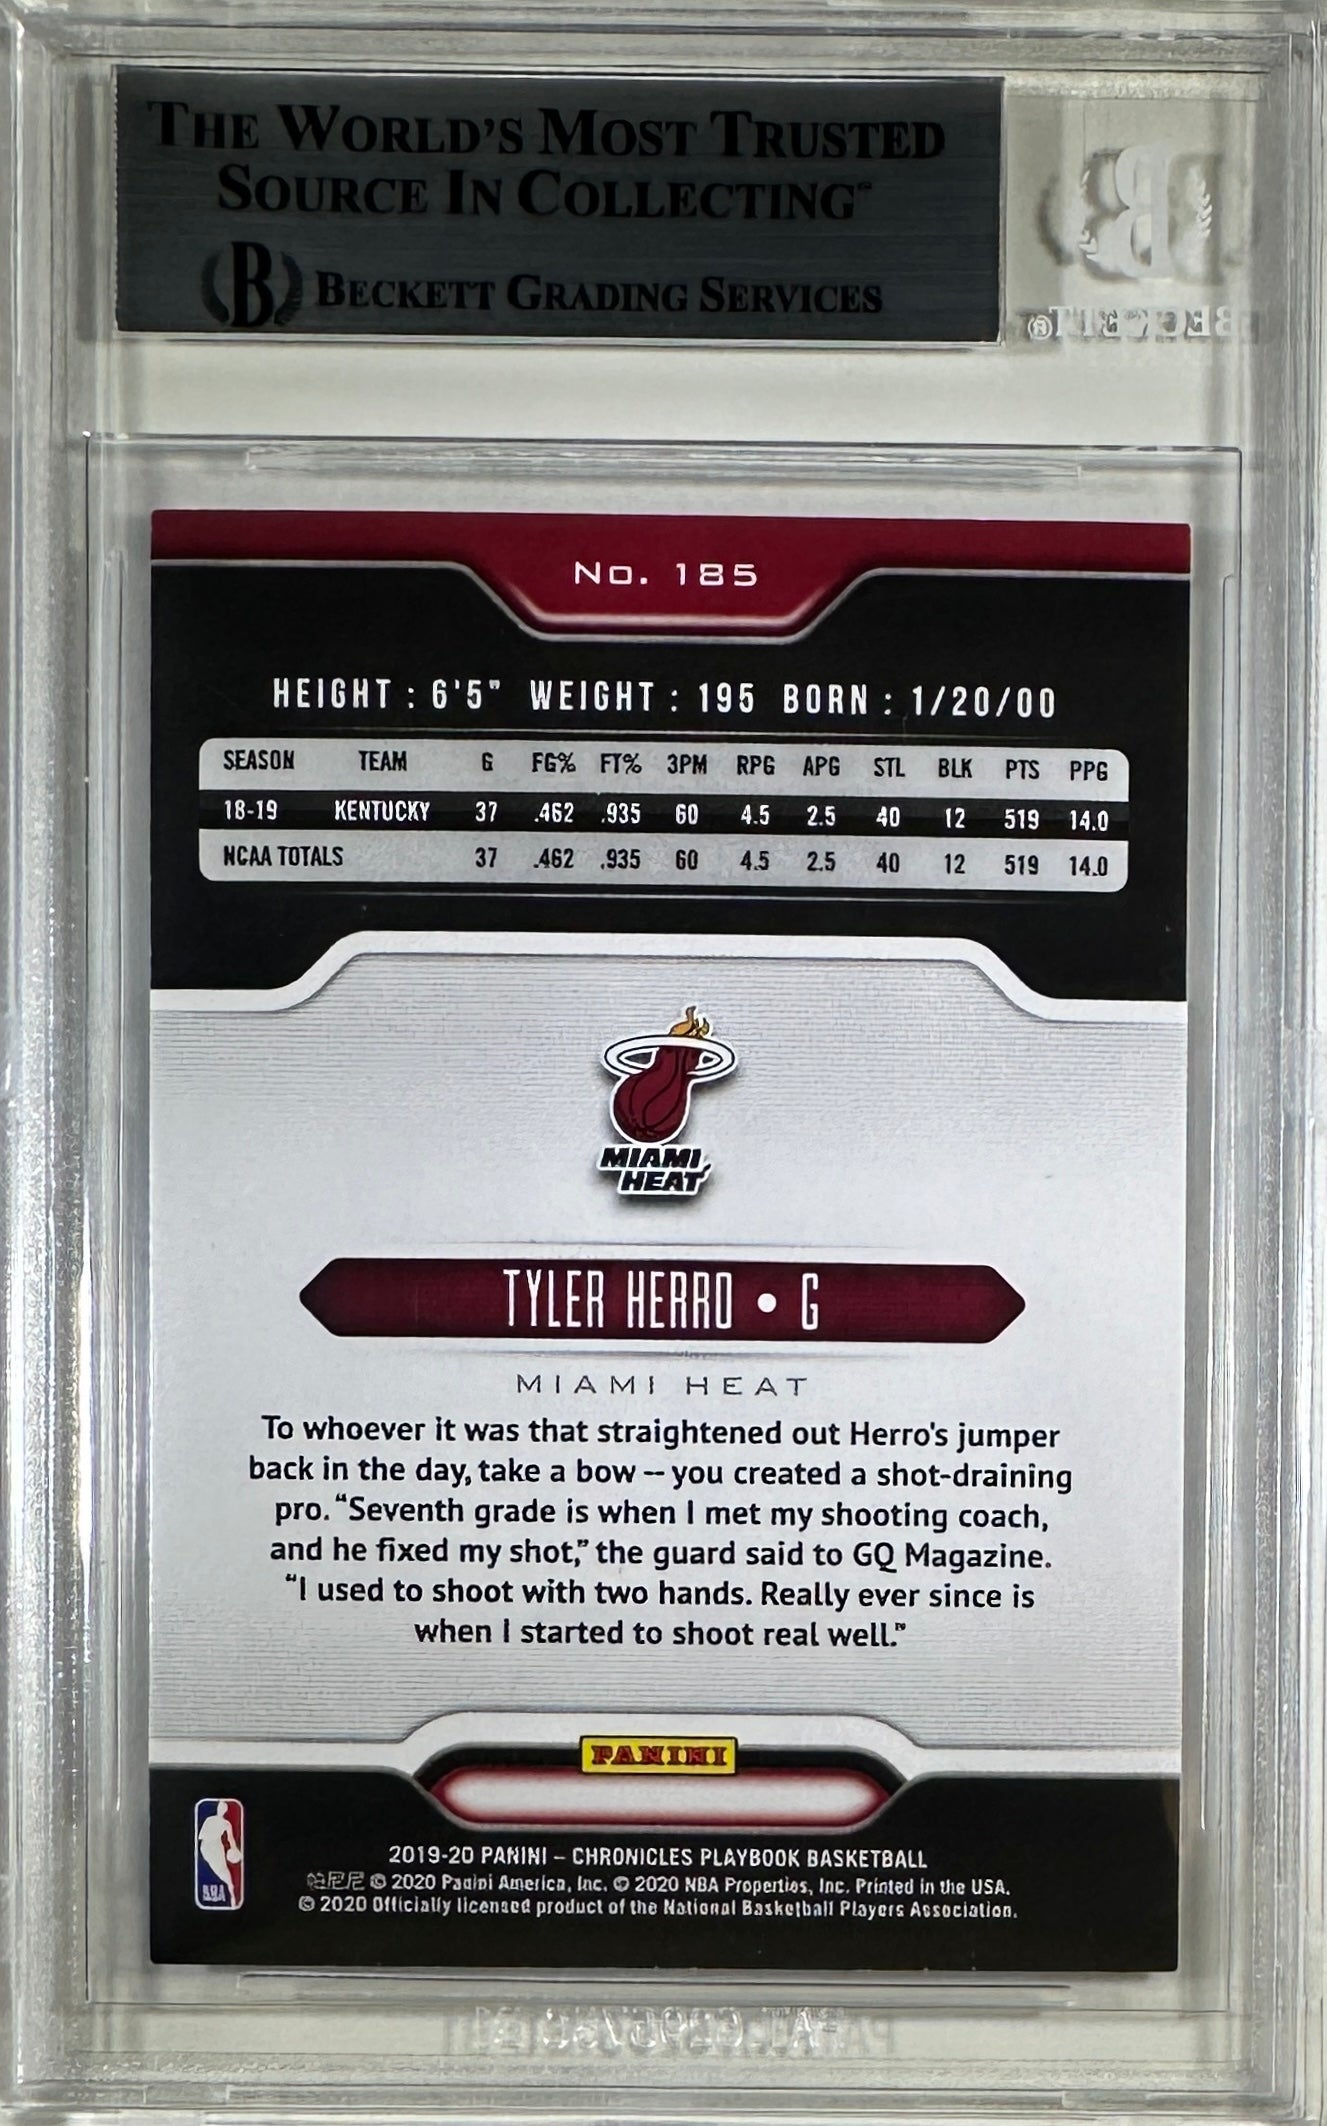 THE WORLD'S MOST TRUSTED
SOURCE IN COLLECTING
B BECKETT GRADING SERVICES
B
BECKETT®
No. 185
HEIGHT : 6'5" WEIGHT : 195 BORN : 1/20/00
SEASON TEAM G FG% FT% 3PM RPG APG STL BLK PTS PPG
18-19 KENTUCKY 37 .462 .935 60 4.5 2.5 40 12 519 14.0
NCAA TOTALS 37 .462 .935 60 4.5 2.5 40 12 519 14.0
MIAMI
HEAT
TYLER HERRO • G
MIAMI HEAT
To whoever it was that straightened out Herro's jumper
back in the day, take a bow -- you created a shot-draining
pro. "Seventh grade is when I met my shooting coach,
and he fixed my shot," the guard said to GQ Magazine.
"I used to shoot with two hands. Really ever since is
when I started to shoot real well."
PANINI
NBA
2019-20 PANINI – CHRONICLES PLAYBOOK BASKETBALL
© 2020 Panini America, Inc. © 2020 NBA Properties, Inc. Printed in the USA.
© 2020 Officially licensed product of the National Basketball Players Association.